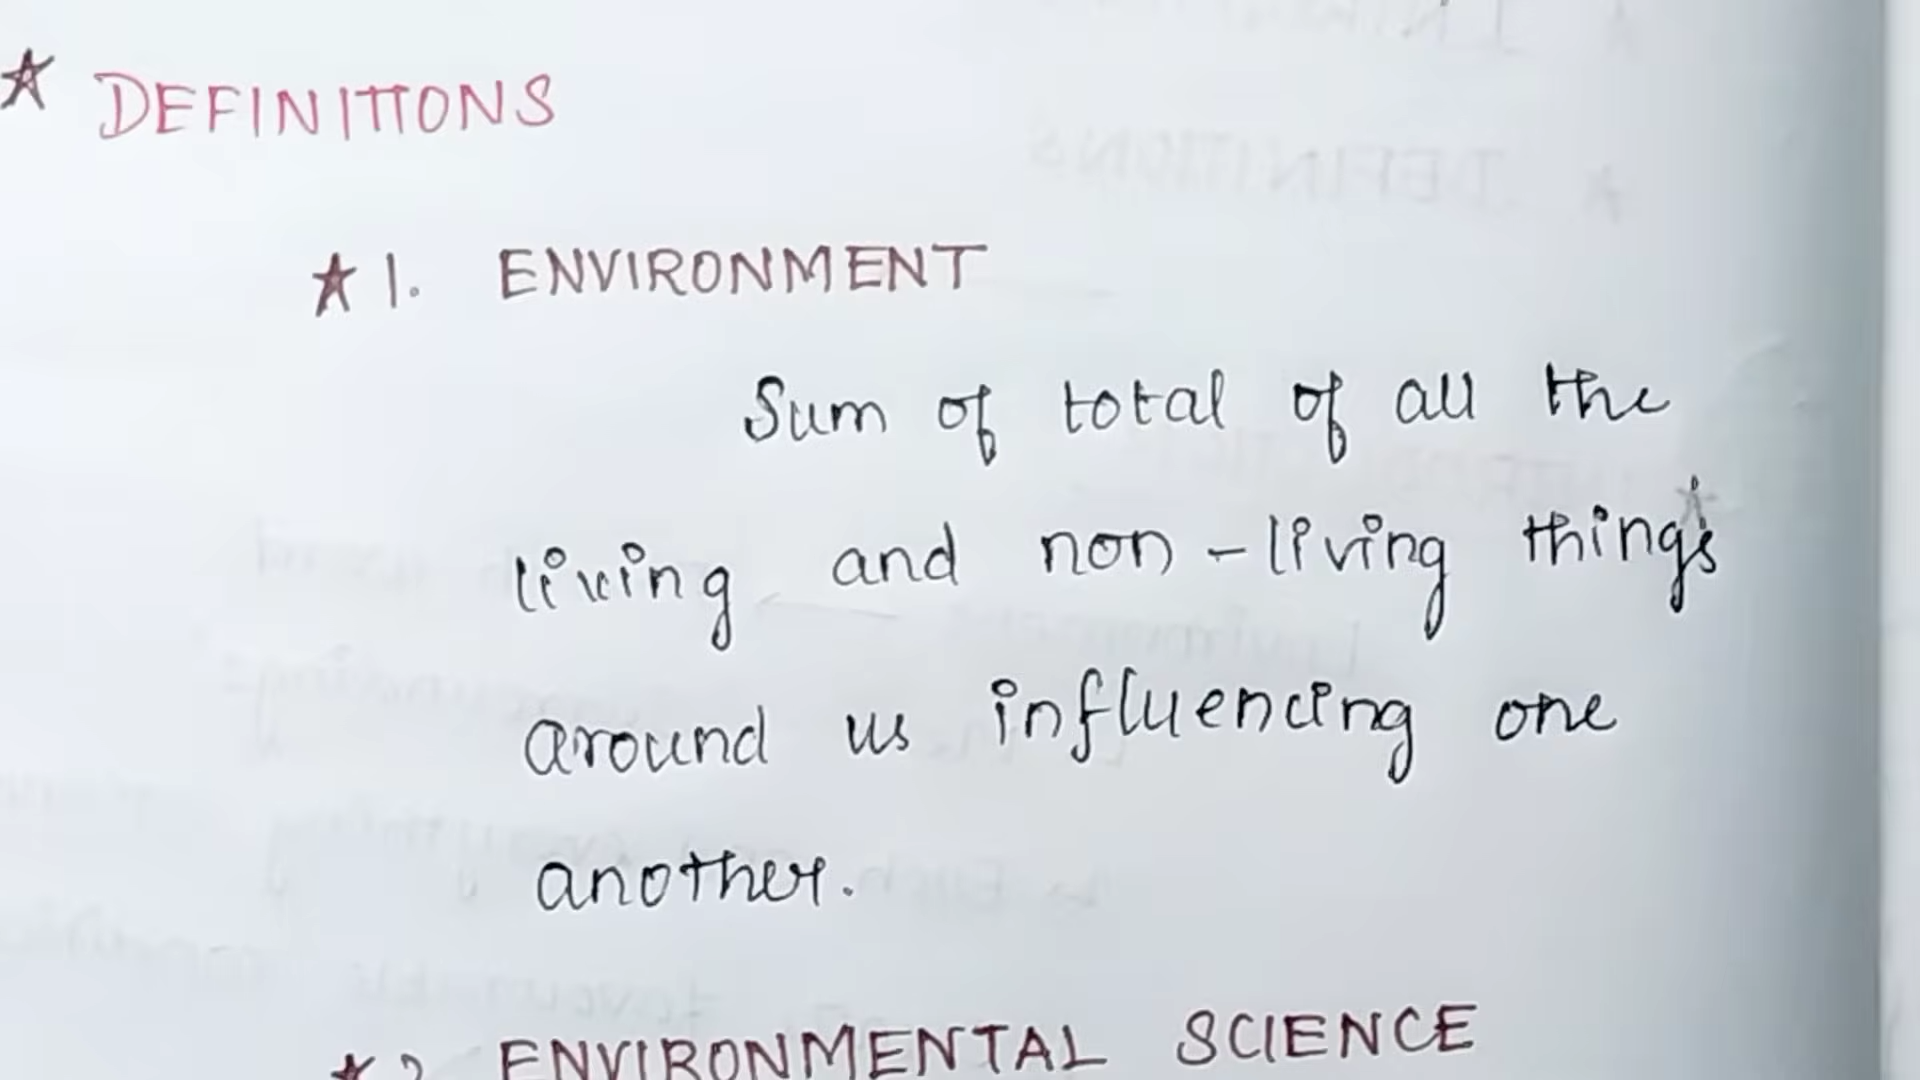 ★ DEFINITIONS
★ 1. ENVIRONMENT
Sum of total of all the
living and non-living things
around us influencing one
another.
★ 2. ENVIRONMENTAL SCIENCE